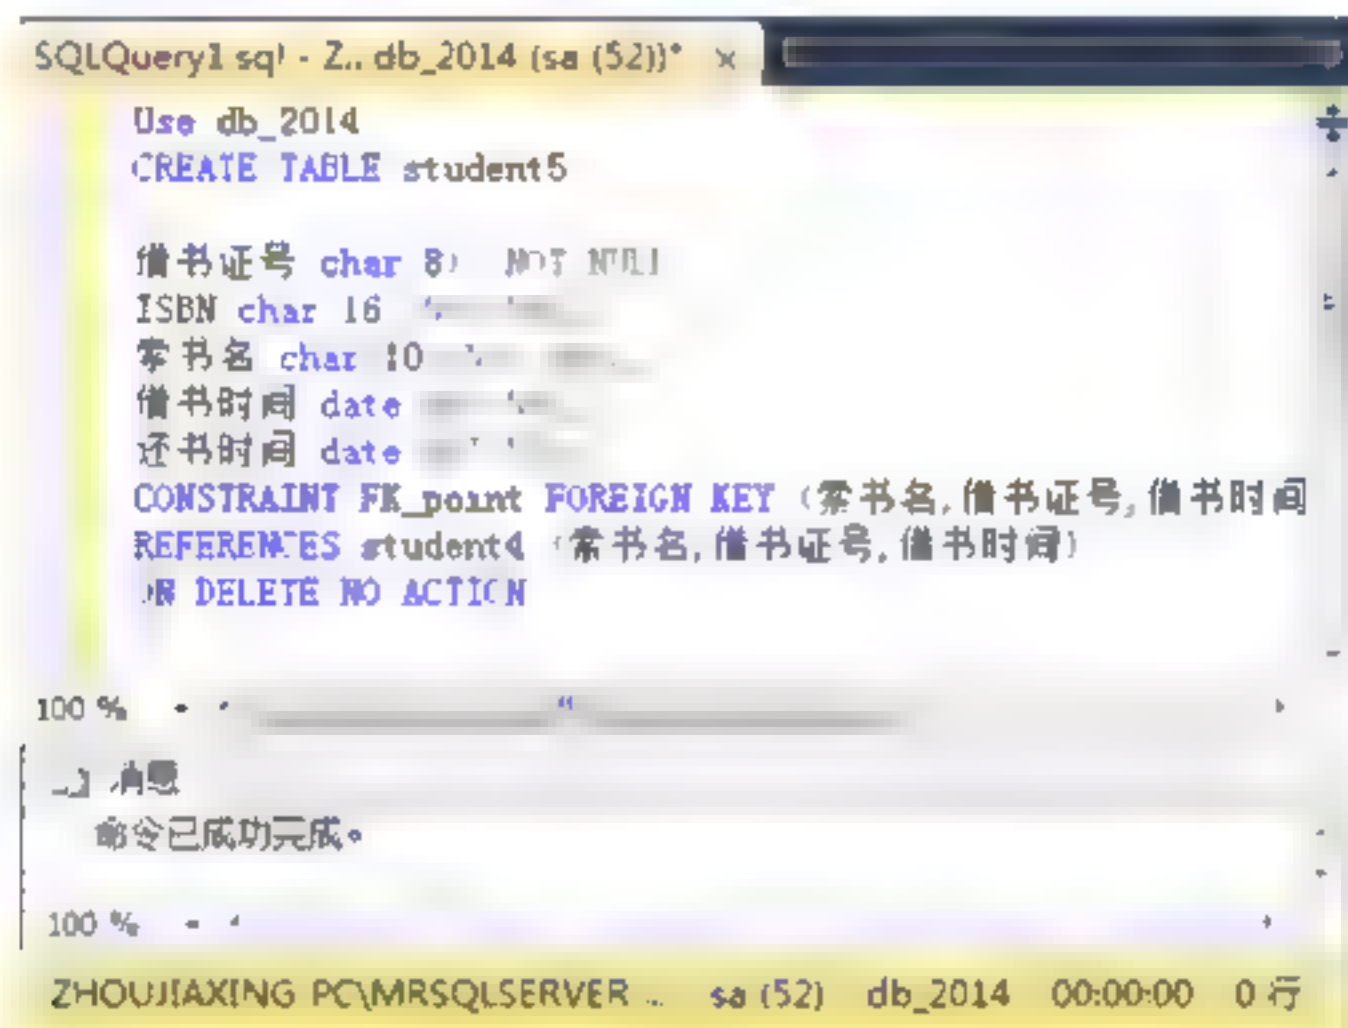 SQLQuery1.sql - Z... db_2014 (sa (52))* ×
Use db_2014
CREATE TABLE student5
借书证号 char 8) NOT NULL
ISBN char 16
索书名 char 10
借书时间 date
还书时间 date
CONSTRAINT FK_point FOREIGN KEY (索书名,借书证号,借书时间
REFERENCES student4 (索书名,借书证号,借书时间)
ON DELETE NO ACTION
100 %
消息
命令已成功完成。
100 %
ZHOUJIAXING PC\MRSQLSERVER ... sa (52) db_2014 00:00:00 0 行